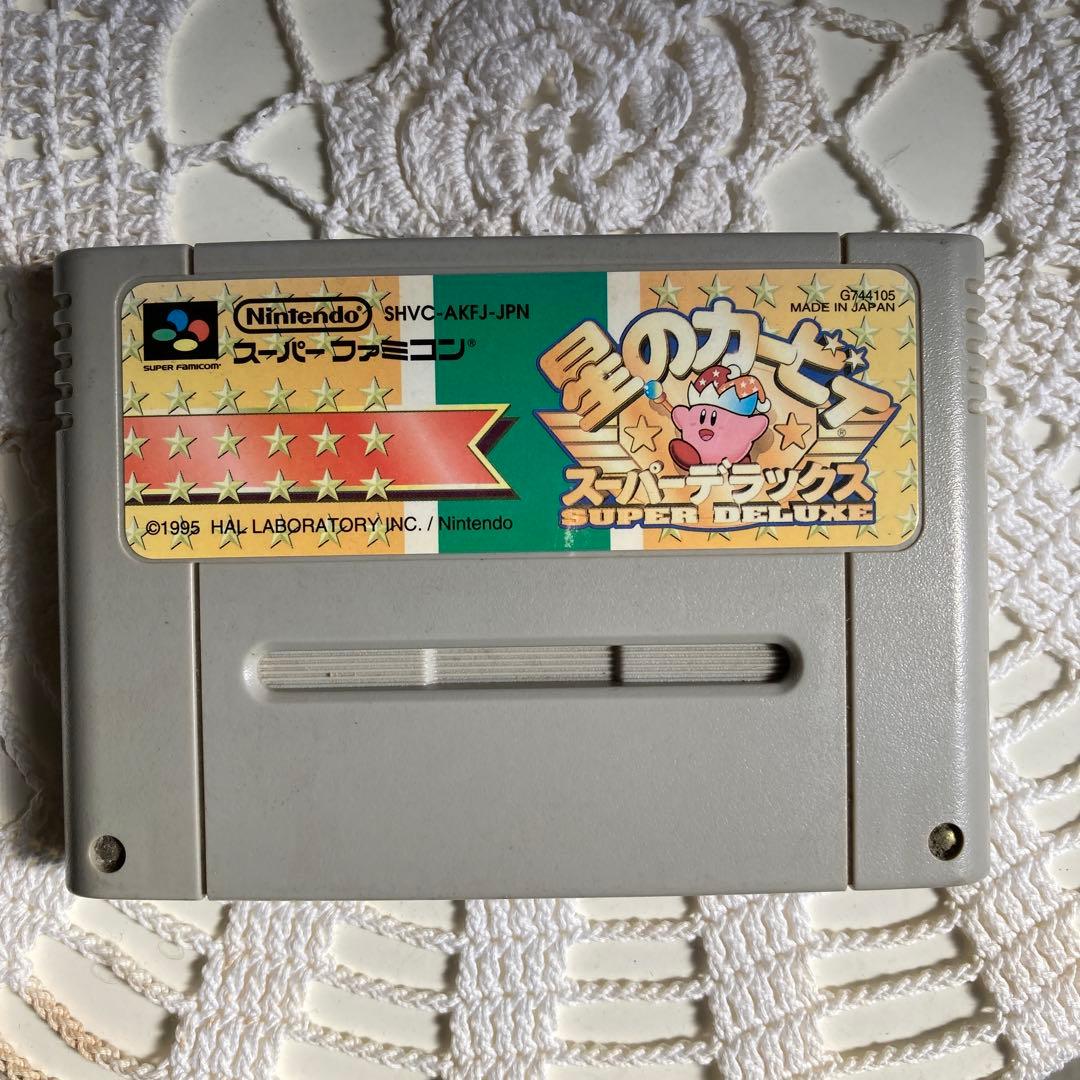 Nintendo®
SHVC-AKFJ-JPN
スーパーファミコン®
SUPER FAMICOM®
G744105
MADE IN JAPAN
星のカービィ®
スーパーデラックス
SUPER DELUXE
©1995 HAL LABORATORY INC. / Nintendo